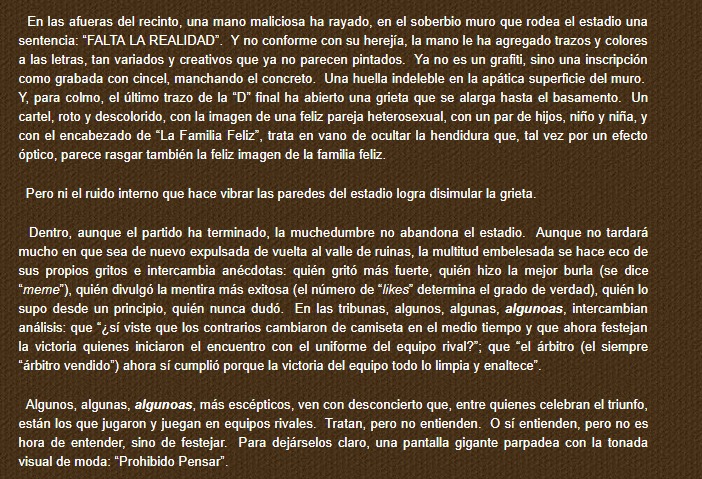 En las afueras del recinto, una mano maliciosa ha rayado, en el soberbio muro que rodea el estadio una
sentencia: “FALTA LA REALIDAD”.  Y no conforme con su herejía, la mano le ha agregado trazos y colores
a las letras, tan variados y creativos que ya no parecen pintados.  Ya no es un grafiti, sino una inscripción
como grabada con cincel, manchando el concreto.  Una huella indeleble en la apática superficie del muro.
Y, para colmo, el último trazo de la “D” final ha abierto una grieta que se alarga hasta el basamento.  Un
cartel, roto y descolorido, con la imagen de una feliz pareja heterosexual, con un par de hijos, niño y niña, y
con el encabezado de “La Familia Feliz”, trata en vano de ocultar la hendidura que, tal vez por un efecto
óptico, parece rasgar también la feliz imagen de la familia feliz.
Pero ni el ruido interno que hace vibrar las paredes del estadio logra disimular la grieta.
Dentro, aunque el partido ha terminado, la muchedumbre no abandona el estadio.  Aunque no tardará
mucho en que sea de nuevo expulsada de vuelta al valle de ruinas, la multitud embelesada se hace eco de
sus propios gritos e intercambia anécdotas: quién gritó más fuerte, quién hizo la mejor burla (se dice
“meme”), quién divulgó la mentira más exitosa (el número de “likes” determina el grado de verdad), quién lo
supo desde un principio, quién nunca dudó.  En las tribunas, algunos, algunas, algunoas, intercambian
análisis: que “¿sí viste que los contrarios cambiaron de camiseta en el medio tiempo y que ahora festejan
la victoria quienes iniciaron el encuentro con el uniforme del equipo rival?”; que “el árbitro (el siempre
“árbitro vendido”) ahora sí cumplió porque la victoria del equipo todo lo limpia y enaltece”.
Algunos, algunas, algunoas, más escépticos, ven con desconcierto que, entre quienes celebran el triunfo,
están los que jugaron y juegan en equipos rivales.  Tratan, pero no entienden.  O sí entienden, pero no es
hora de entender, sino de festejar.  Para dejárselos claro, una pantalla gigante parpadea con la tonada
visual de moda: “Prohibido Pensar”.